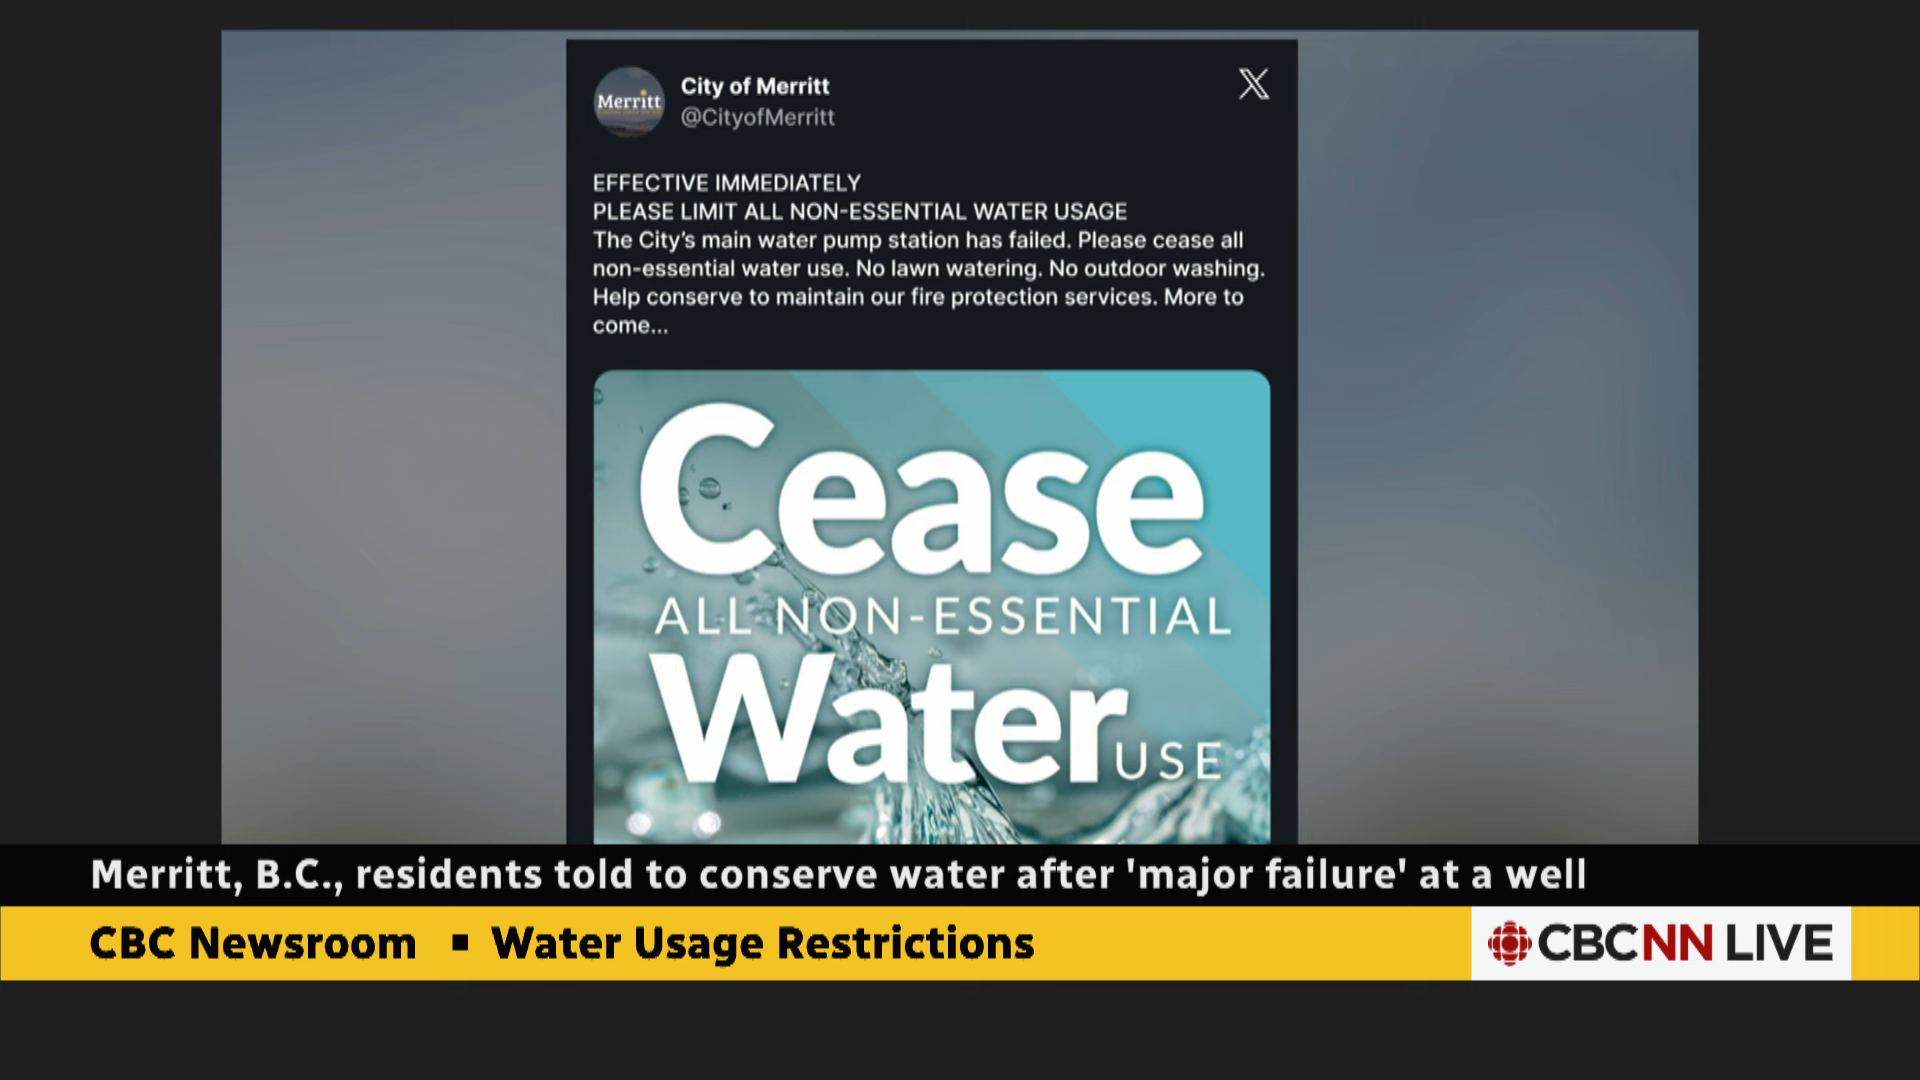 Merritt
City of Merritt
@CityofMerritt
EFFECTIVE IMMEDIATELY
PLEASE LIMIT ALL NON-ESSENTIAL WATER USAGE
The City's main water pump station has failed. Please cease all
non-essential water use. No lawn watering. No outdoor washing.
Help conserve to maintain our fire protection services. More to
come...
Cease
ALL NON-ESSENTIAL
Water USE
Merritt, B.C., residents told to conserve water after 'major failure' at a well
CBC Newsroom ▪ Water Usage Restrictions
CBCNN LIVE